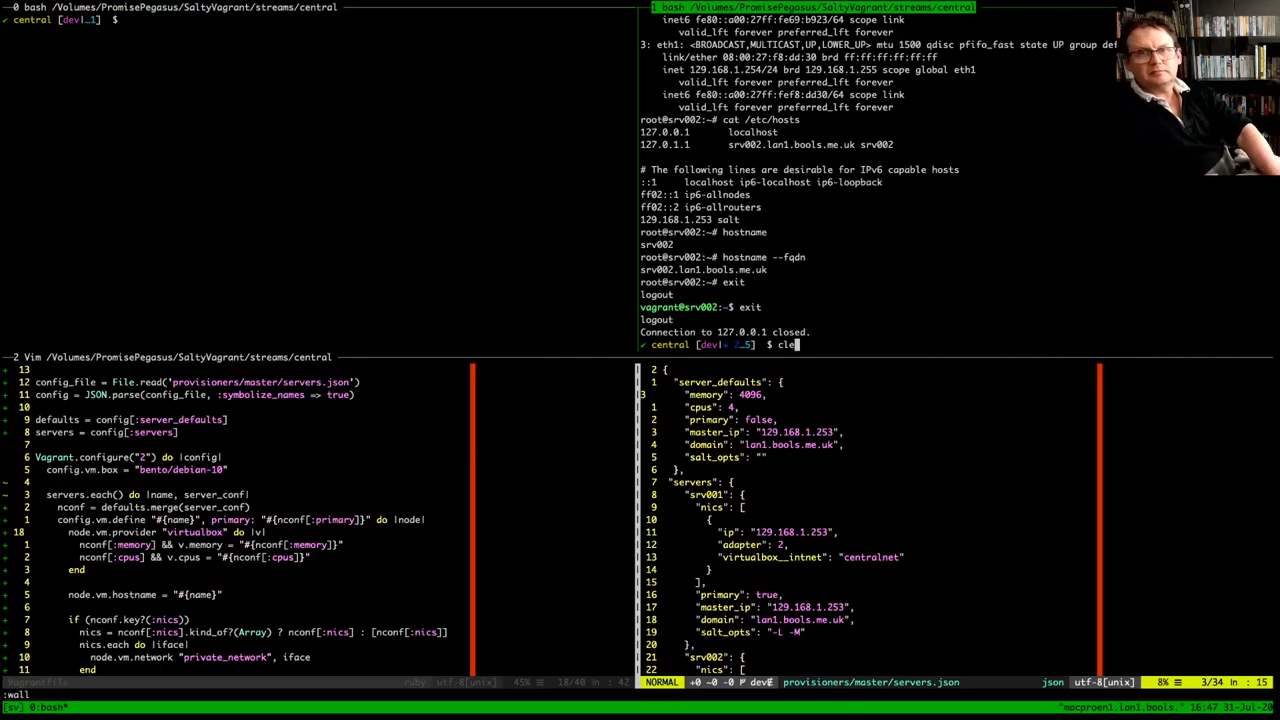 0 bash /Volumes/PromisePegasus/SaltyVagrant/streams/central
✔ central [dev|…1]  $
1 bash /Volumes/PromisePegasus/SaltyVagrant/streams/central
inet6 fe80::a00:27ff:fe69:b923/64 scope link
valid_lft forever preferred_lft forever
3: eth1: <BROADCAST,MULTICAST,UP,LOWER_UP> mtu 1500 qdisc pfifo_fast state UP group def
link/ether 08:00:27:f8:dd:30 brd ff:ff:ff:ff:ff:ff
inet 129.168.1.254/24 brd 129.168.1.255 scope global eth1
valid_lft forever preferred_lft forever
inet6 fe80::a00:27ff:fef8:dd30/64 scope link
valid_lft forever preferred_lft forever
root@srv002:~# cat /etc/hosts
127.0.0.1       localhost
127.0.1.1       srv002.lan1.bools.me.uk srv002
# The following lines are desirable for IPv6 capable hosts
::1     localhost ip6-localhost ip6-loopback
ff02::1 ip6-allnodes
ff02::2 ip6-allrouters
129.168.1.253 salt
root@srv002:~# hostname
srv002
root@srv002:~# hostname --fqdn
srv002.lan1.bools.me.uk
root@srv002:~# exit
logout
vagrant@srv002:~$ exit
logout
Connection to 127.0.0.1 closed.
✔ central [dev|✚ 2…5]  $ cle
2 Vim /Volumes/PromisePegasus/SaltyVagrant/streams/central
+ 13
+ 12 config_file = File.read('provisioners/master/servers.json')
+ 11 config = JSON.parse(config_file, :symbolize_names => true)
+ 10
+ 9 defaults = config[:server_defaults]
+ 8 servers = config[:servers]
7
+ 6 Vagrant.configure("2") do |config|
+ 5   config.vm.box = "bento/debian-10"
~ 4
~ 3   servers.each() do |name, server_conf|
+ 2     nconf = defaults.merge(server_conf)
+ 1     config.vm.define "#{name}", primary: "#{nconf[:primary]}" do |node|
+ 18       node.vm.provider "virtualbox" do |v|
+ 1         nconf[:memory] && v.memory = "#{nconf[:memory]}"
+ 2         nconf[:cpus] && v.cpus = "#{nconf[:cpus]}"
+ 3       end
+ 4
+ 5       node.vm.hostname = "#{name}"
+ 6
+ 7       if (nconf.key?(:nics))
+ 8         nics = nconf[:nics].kind_of?(Array) ? nconf[:nics] : [nconf[:nics]]
+ 9         nics.each do |iface|
+ 10           node.vm.network "private_network", iface
+ 11         end
Vagrantfile ruby utf-8[unix] 45% ☰ 18/40 ln : 42
2 {
1   "server_defaults": {
3     "memory": 4096,
1     "cpus": 4,
2     "primary": false,
3     "master_ip": "129.168.1.253",
4     "domain": "lan1.bools.me.uk",
5     "salt_opts": ""
6   },
7   "servers": {
8     "srv001": {
9       "nics": [
10         {
11           "ip": "129.168.1.253",
12           "adapter": 2,
13           "virtualbox__intnet": "centralnet"
14         }
15       ],
16       "primary": true,
17       "master_ip": "129.168.1.253",
18       "domain": "lan1.bools.me.uk",
19       "salt_opts": "-L -M"
20     },
21     "srv002": {
22       "nics": [
NORMAL +0 ~0 -0 dev provisioners/master/servers.json json utf-8[unix] 8% ☰ 3/34 ln : 15
:wall
[sv] 0:bash* "macproen1.lan1.bools." 16:47 31-Jul-20